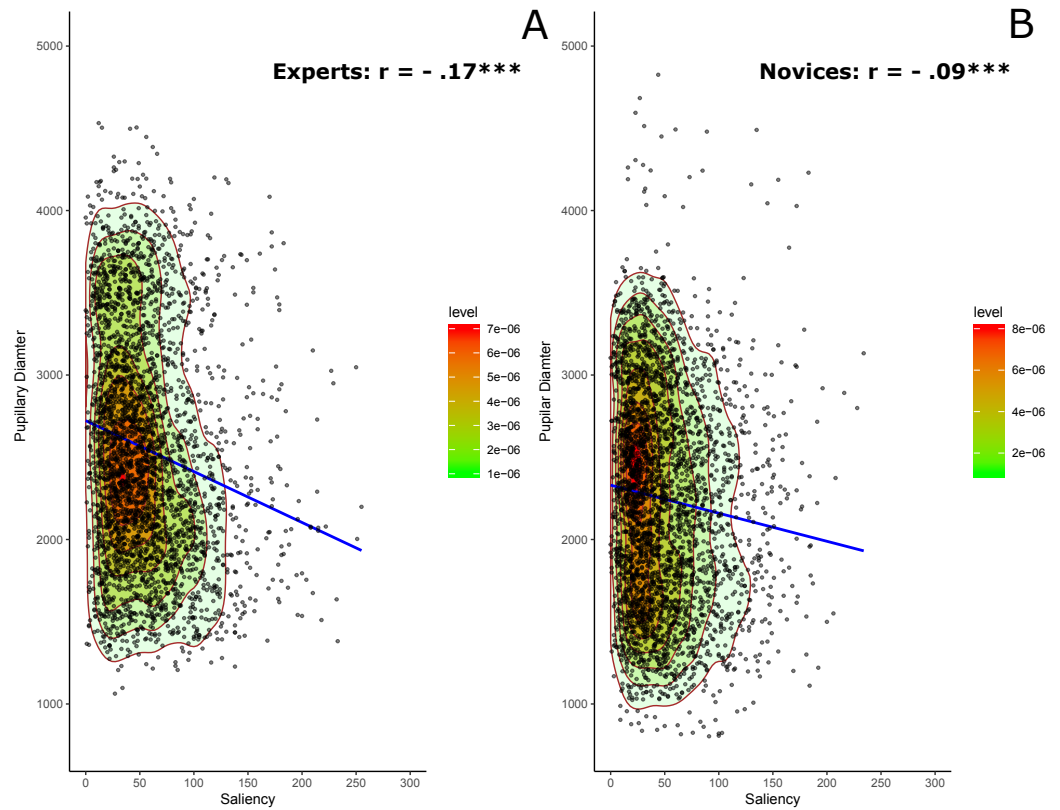 A
Experts: r = - .17***
5000
4000
3000
2000
1000
Pupillary Diamter
0
50
100
150
200
250
300
Saliency
level
7e−06
6e−06
5e−06
4e−06
3e−06
2e−06
1e−06
B
Novices: r = - .09***
5000
4000
3000
2000
1000
Pupilar Diamter
0
50
100
150
200
250
300
Saliency
level
8e−06
6e−06
4e−06
2e−06